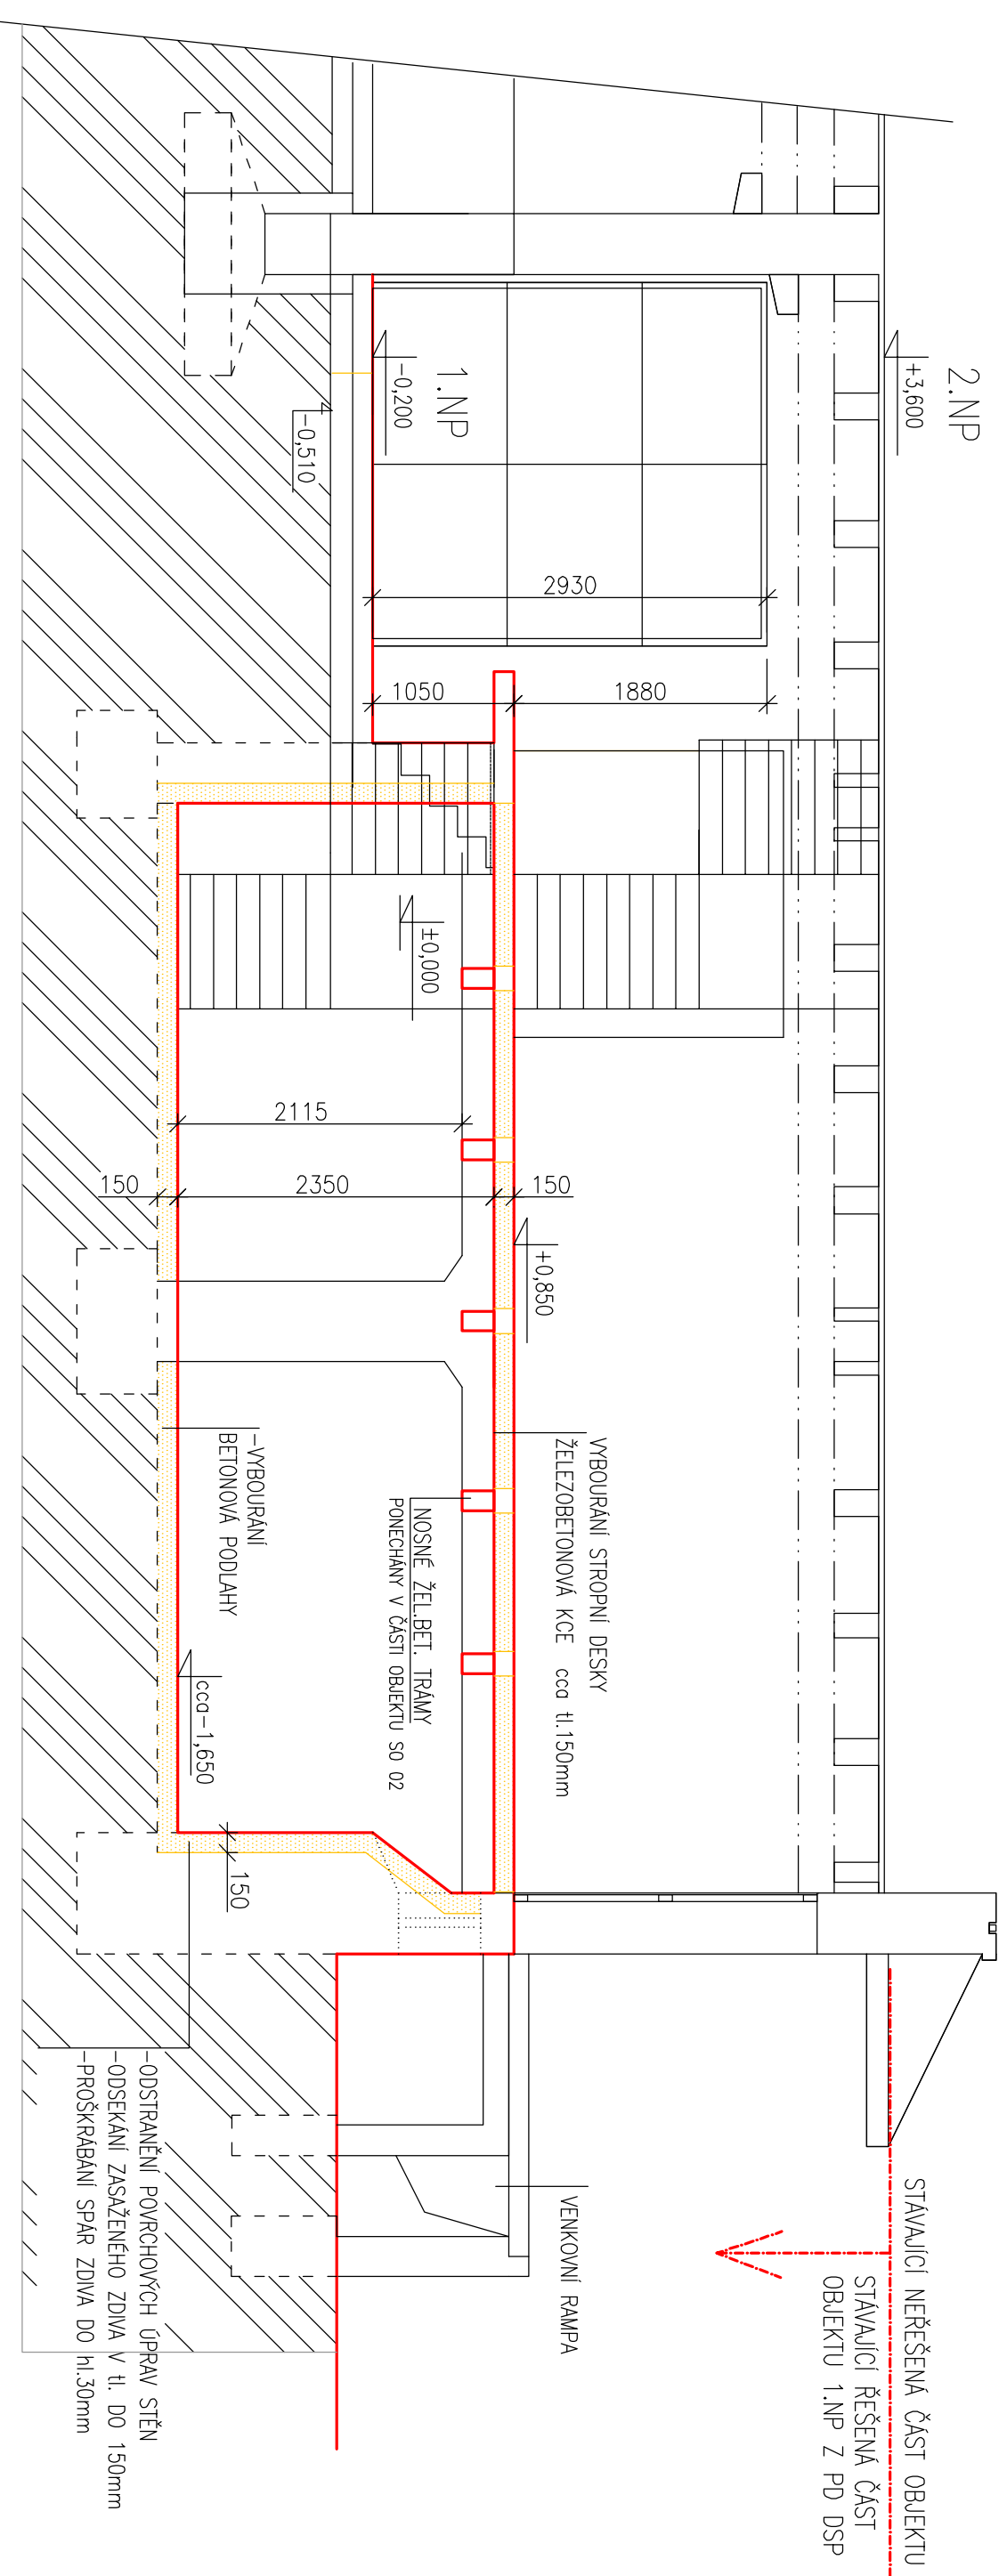 2.NP
+3,600
1.NP
-0,200
-0,510
2930
1050
1880
±0,000
2115
150
2350
150
+0,850
VYBOURÁNÍ STROPNÍ DESKY
ŽELEZOBETONOVÁ KCE cca tl.150mm
NOSNÉ ŽEL.BET. TRÁMY
PONECHÁNY V ČÁSTI OBJEKTU SO 02
-VYBOURÁNÍ
BETONOVÁ PODLAHY
cca-1,650
150
-ODSTRANĚNÍ POVRCHOVÝCH ÚPRAV STĚN
-ODSEKÁNÍ ZASAŽENÉHO ZDIVA V tl. DO 150mm
-PROŠKRÁBÁNÍ SPÁR ZDIVA DO hl.30mm
VENKOVNÍ RAMPA
STÁVAJÍCÍ NEŘEŠENÁ ČÁST OBJEKTU
STÁVAJÍCÍ ŘEŠENÁ ČÁST
OBJEKTU 1.NP Z PD DSP